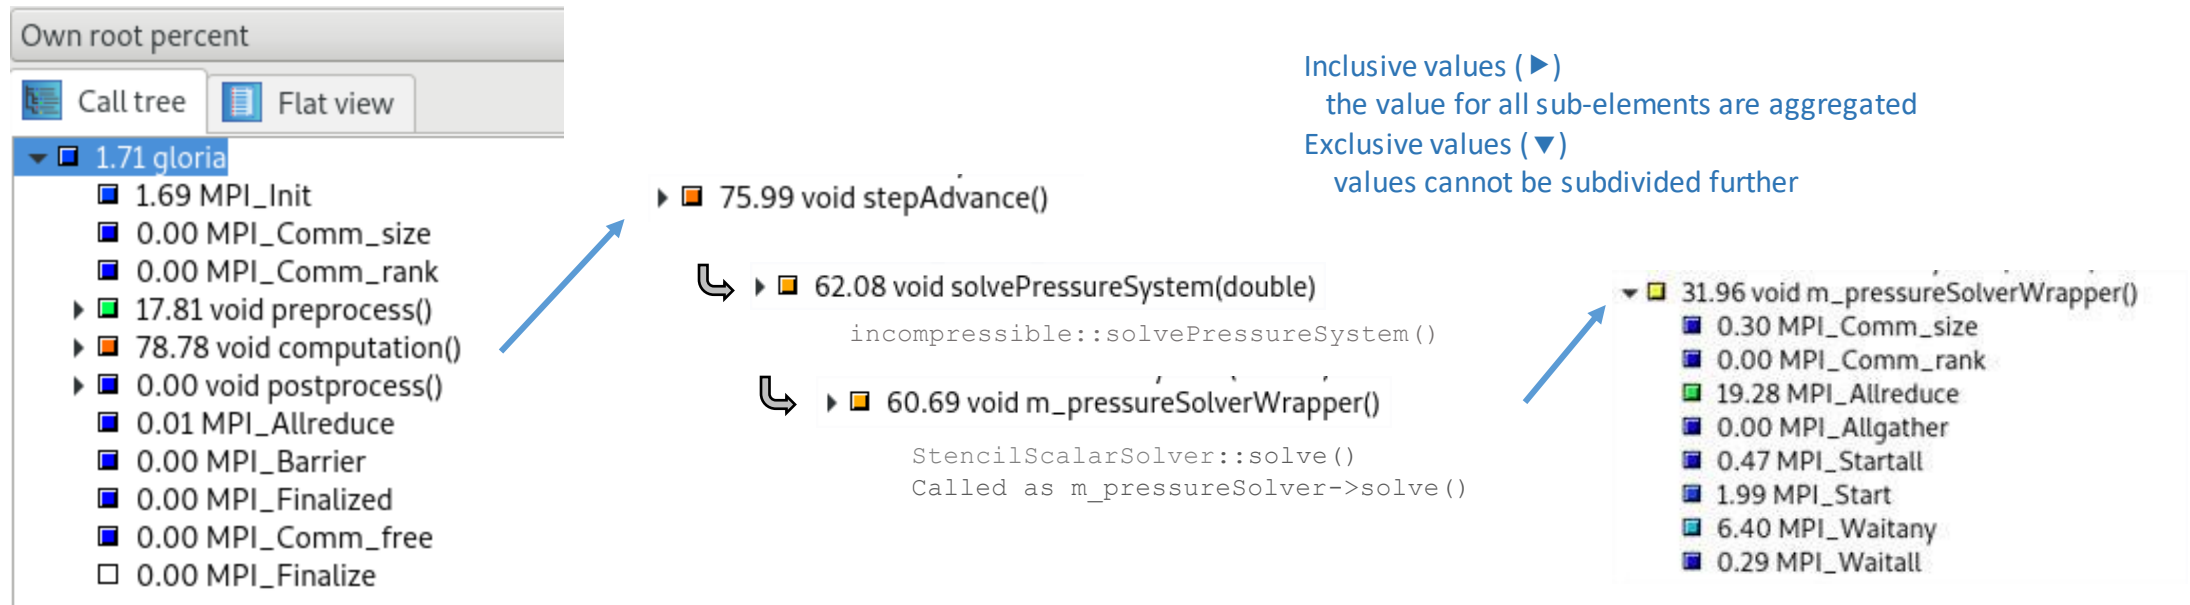 Own root percent
Call tree
Flat view
1.71 gloria
1.69 MPI_Init
0.00 MPI_Comm_size
0.00 MPI_Comm_rank
17.81 void preprocess()
78.78 void computation()
0.00 void postprocess()
0.01 MPI_Allreduce
0.00 MPI_Barrier
0.00 MPI_Finalized
0.00 MPI_Comm_free
0.00 MPI_Finalize
75.99 void stepAdvance()
62.08 void solvePressureSystem(double)
incompressible::solvePressureSystem()
60.69 void m_pressureSolverWrapper()
StencilScalarSolver::solve()
Called as m_pressureSolver->solve()
Inclusive values (▶)
the value for all sub-elements are aggregated
Exclusive values (▼)
values cannot be subdivided further
31.96 void m_pressureSolverWrapper()
0.30 MPI_Comm_size
0.00 MPI_Comm_rank
19.28 MPI_Allreduce
0.00 MPI_Allgather
0.47 MPI_Startall
1.99 MPI_Start
6.40 MPI_Waitany
0.29 MPI_Waitall